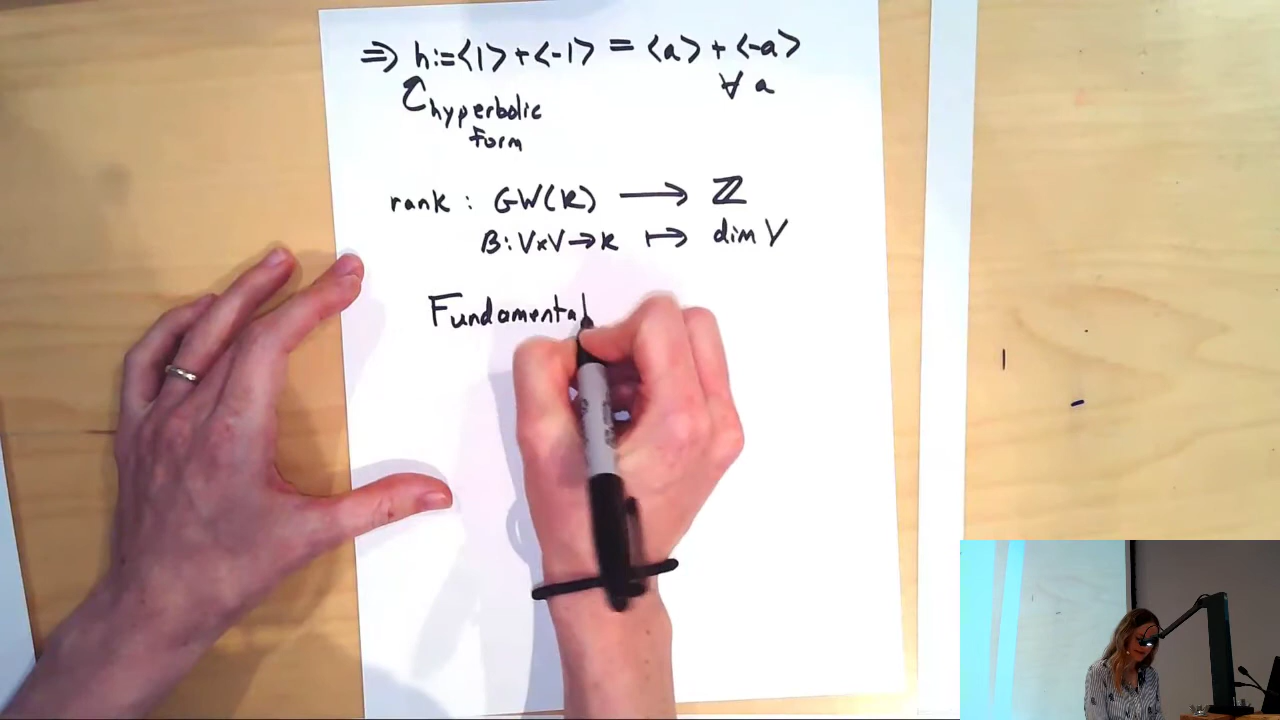 ⇒ h:=<1>+<-1> = <a>+<-a>
∀ a
hyperbolic
form
rank : GW(k) ⟶ ℤ
B:V×V→k ↦ dim V
Fundamental